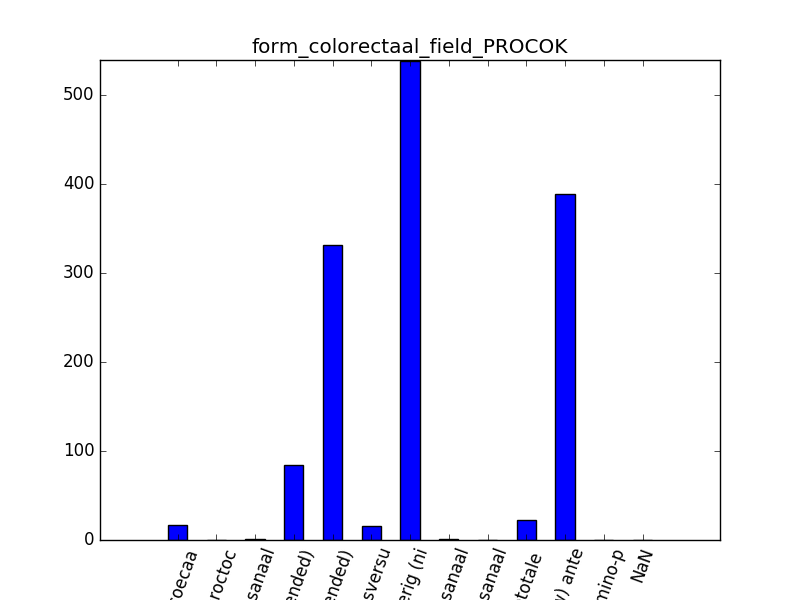 form_colorectaal_field_PROCOK
500
400
300
200
100
0
oecaa
roctoc
sanaal
ended)
ended)
sversu
erig (ni
sanaal
sanaal
totale
) ante
mino-p
NaN